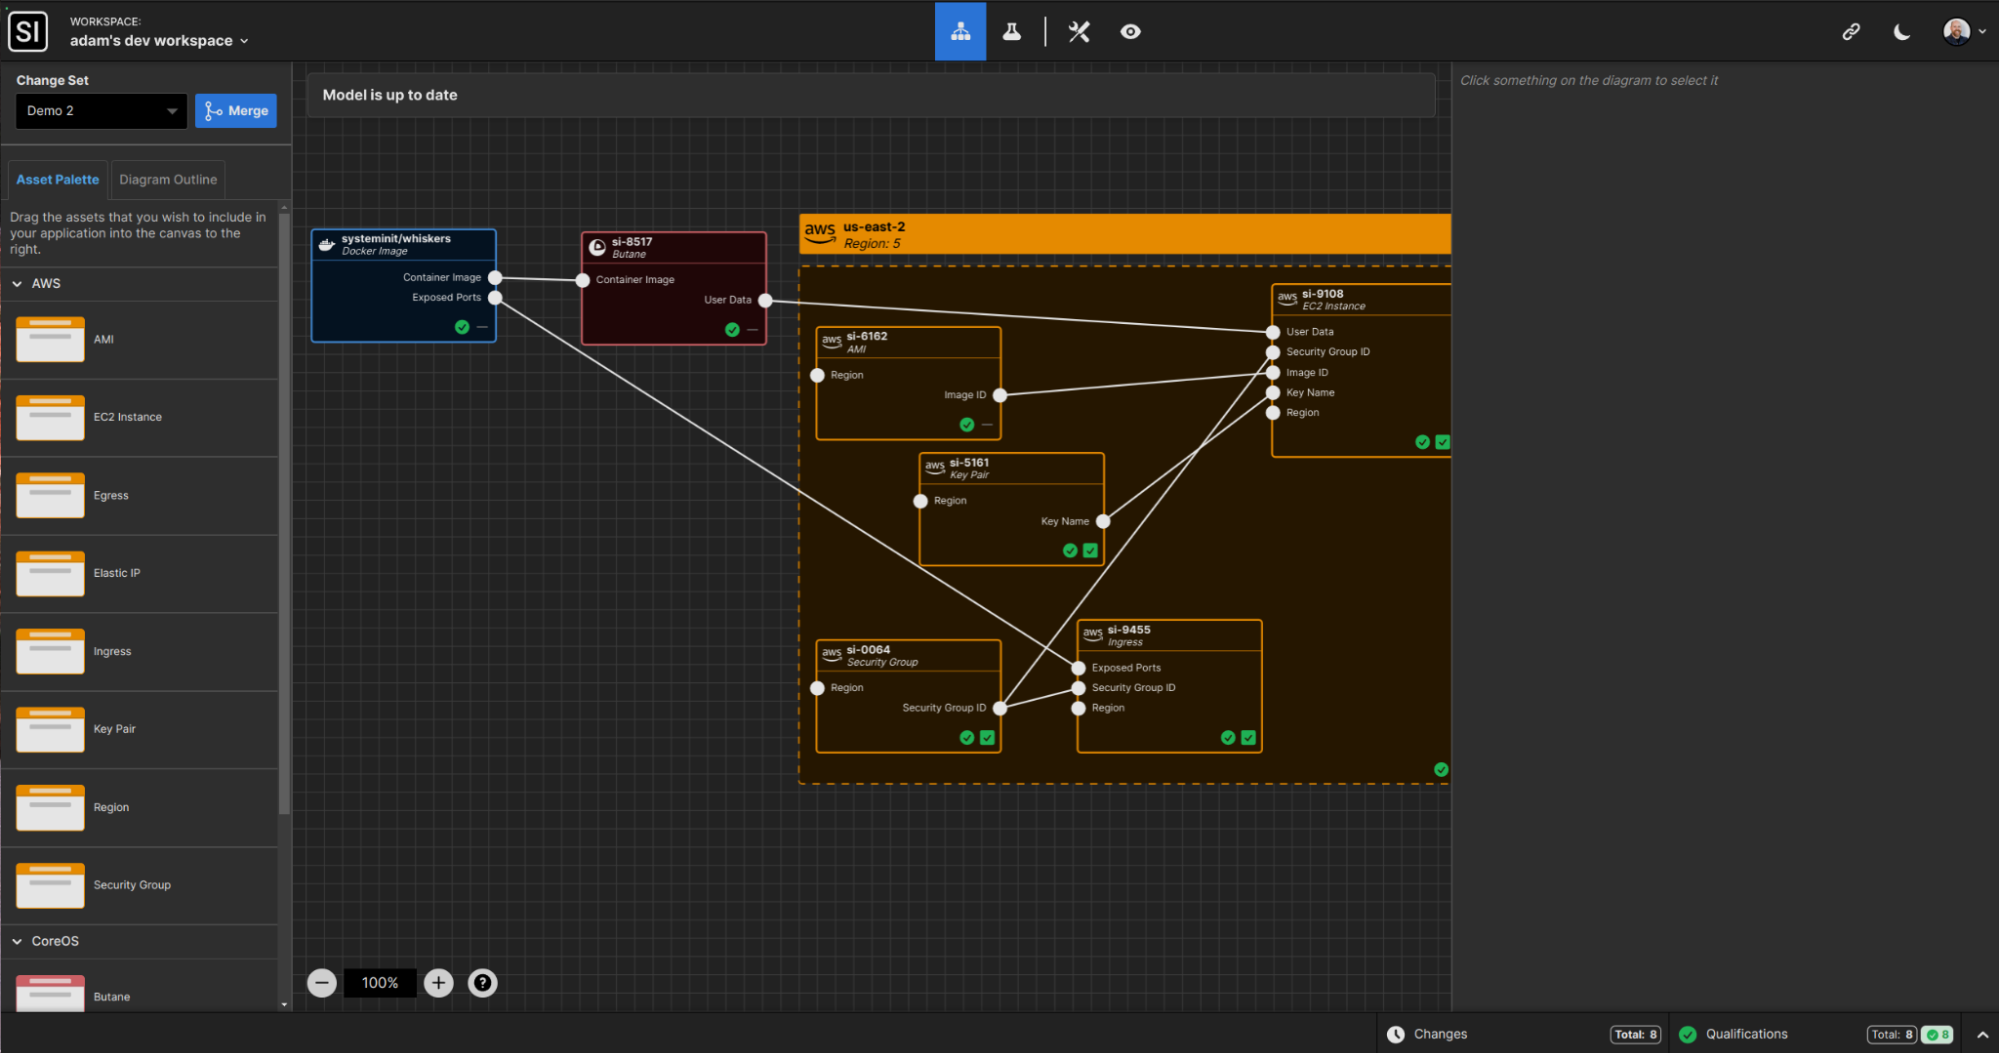 SI
WORKSPACE:
adam's dev workspace
Change Set
Demo 2
Merge
Asset Palette
Diagram Outline
Drag the assets that you wish to include in
your application into the canvas to the
right.
AWS
AMI
EC2 Instance
Egress
Elastic IP
Ingress
Key Pair
Region
Security Group
CoreOS
Butane
Model is up to date
systeminit/whiskers
Docker Image
Container Image
Exposed Ports
si-8517
Butane
Container Image
User Data
aws
us-east-2
Region: 5
aws
si-6162
AMI
Region
Image ID
aws
si-5161
Key Pair
Region
Key Name
aws
si-0064
Security Group
Region
Security Group ID
aws
si-9455
Ingress
Exposed Ports
Security Group ID
Region
aws
si-9108
EC2 Instance
User Data
Security Group ID
Image ID
Key Name
Region
100%
?
Click something on the diagram to select it
Changes
Total: 8
Qualifications
Total: 8
8